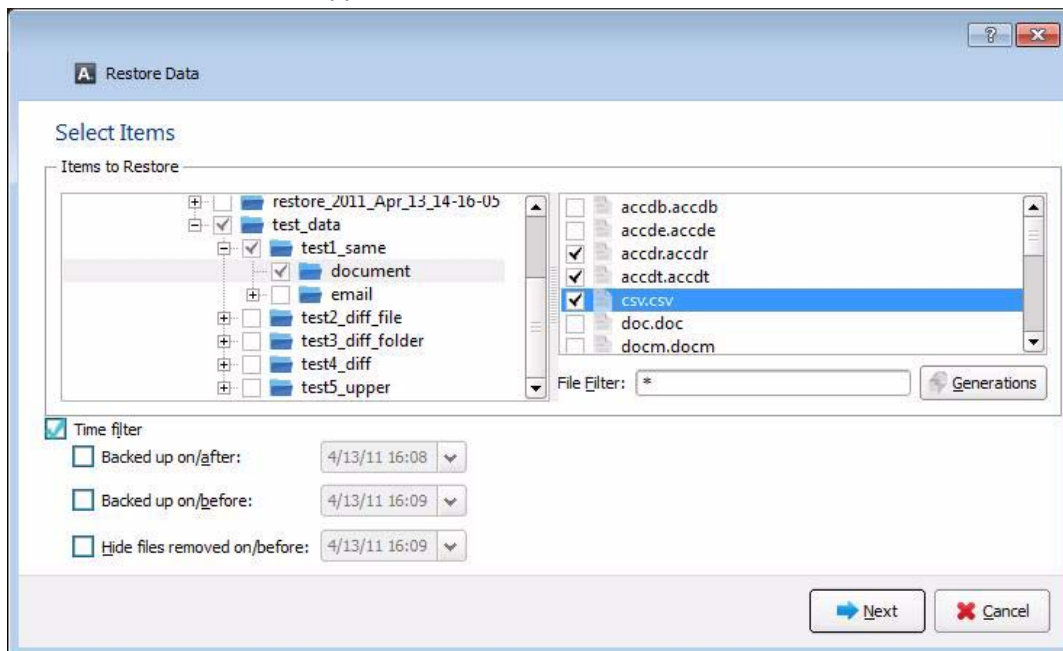 Restore Data
Select Items
Items to Restore
restore_2011_Apr_13_14-16-05
test_data
test1_same
document
email
test2_diff_file
test3_diff_folder
test4_diff
test5_upper
accdb.accdb
accde.accde
accdr.accdr
accdt.accdt
csv.csv
doc.doc
docm.docm
File Filter: *
Generations
Time filter
Backed up on/after: 4/13/11 16:08
Backed up on/before: 4/13/11 16:09
Hide files removed on/before: 4/13/11 16:09
Next
Cancel